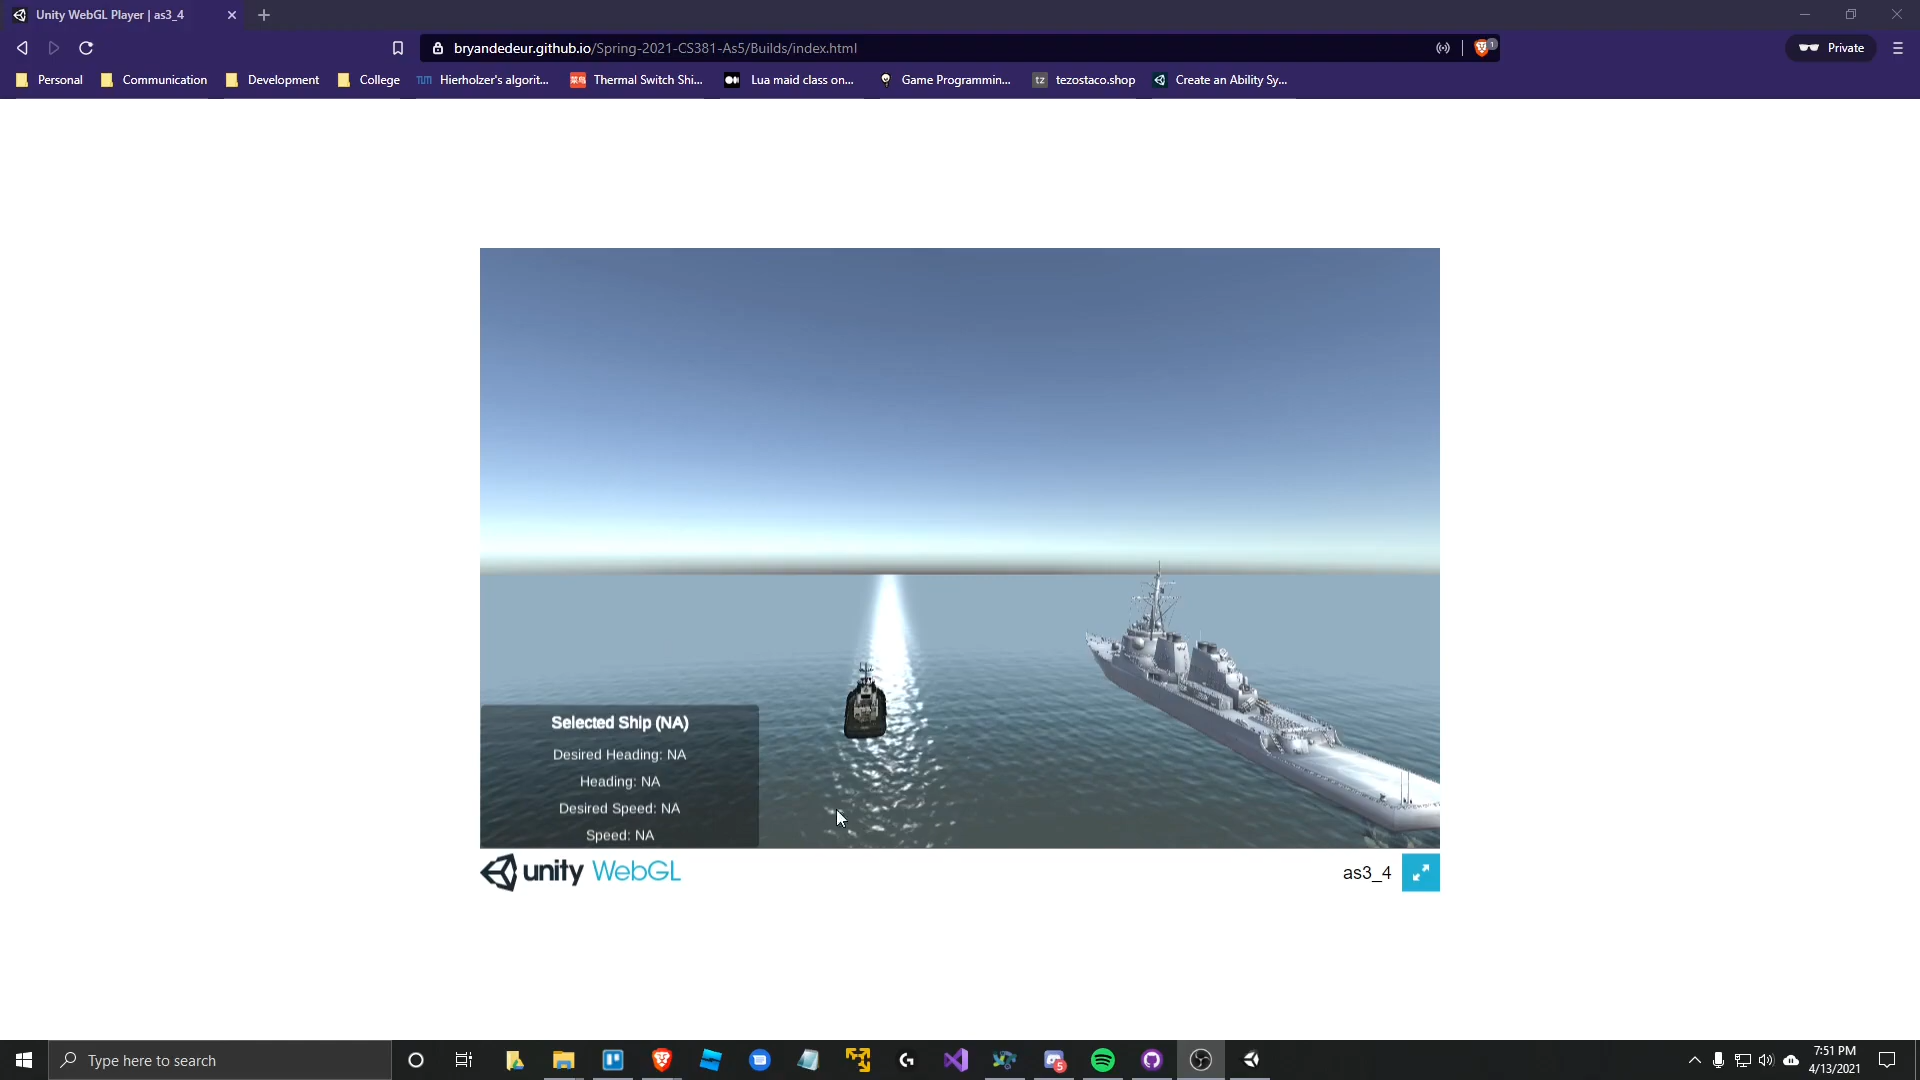 Unity WebGL Player | as3_4
bryandedeur.github.io/Spring-2021-CS381-As5/Builds/index.html
1
Private
Personal
Communication
Development
College
Hierholzer's algorit...
Thermal Switch Shi...
Lua maid class on...
Game Programmin...
tz
tezostaco.shop
Create an Ability Sy...
Selected Ship (NA)
Desired Heading: NA
Heading: NA
Desired Speed: NA
Speed: NA
unity WebGL
as3_4
Type here to search
5
7:51 PM
4/13/2021